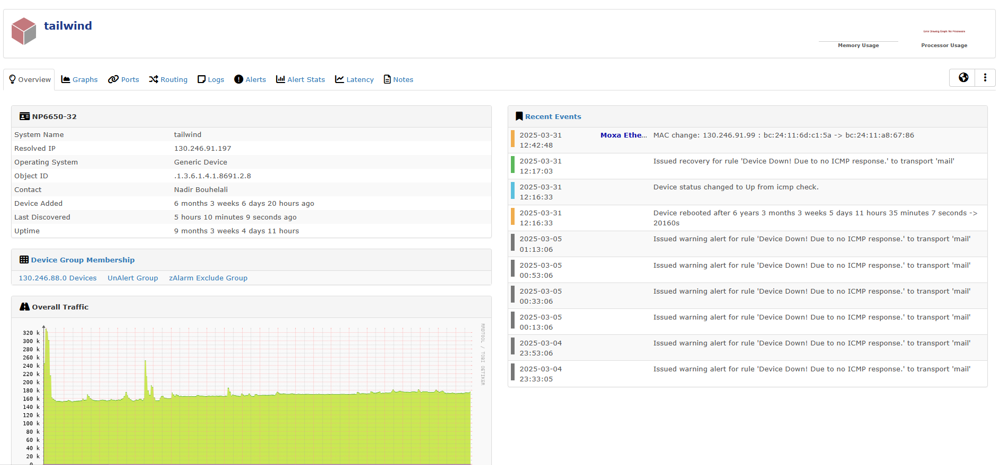 tailwind
Error Drawing Graph: No Processors
Memory Usage
Processor Usage
Overview Graphs Ports Routing Logs Alerts Alert Stats Latency Notes
NP6650-32
System Name tailwind
Resolved IP 130.246.91.197
Operating System Generic Device
Object ID .1.3.6.1.4.1.8691.2.8
Contact Nadir Bouhelali
Device Added 6 months 3 weeks 6 days 20 hours ago
Last Discovered 5 hours 10 minutes 9 seconds ago
Uptime 9 months 3 weeks 4 days 11 hours
Device Group Membership
130.246.88.0 Devices UnAlert Group zAlarm Exclude Group
Overall Traffic
320 k
300 k
280 k
260 k
240 k
220 k
200 k
180 k
160 k
140 k
120 k
100 k
80 k
60 k
40 k
20 k
0
RRDTOOL / TOBI OETIKER
Recent Events
2025-03-31 Moxa Ethe... MAC change: 130.246.91.99 : bc:24:11:6d:c1:5a -> bc:24:11:a8:67:86
12:42:48
2025-03-31 Issued recovery for rule 'Device Down! Due to no ICMP response.' to transport 'mail'
12:17:03
2025-03-31 Device status changed to Up from icmp check.
12:16:33
2025-03-31 Device rebooted after 6 years 3 months 3 weeks 5 days 11 hours 35 minutes 7 seconds ->
12:16:33 20160s
2025-03-05 Issued warning alert for rule 'Device Down! Due to no ICMP response.' to transport 'mail'
01:13:06
2025-03-05 Issued warning alert for rule 'Device Down! Due to no ICMP response.' to transport 'mail'
00:53:06
2025-03-05 Issued warning alert for rule 'Device Down! Due to no ICMP response.' to transport 'mail'
00:33:06
2025-03-05 Issued warning alert for rule 'Device Down! Due to no ICMP response.' to transport 'mail'
00:13:06
2025-03-04 Issued warning alert for rule 'Device Down! Due to no ICMP response.' to transport 'mail'
23:53:06
2025-03-04 Issued warning alert for rule 'Device Down! Due to no ICMP response.' to transport 'mail'
23:33:05